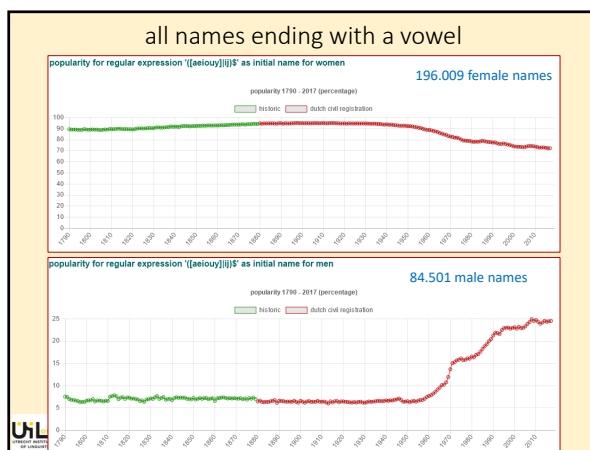 all names ending with a vowel
popularity for regular expression '([aeiouy]|ij)$' as initial name for women
196.009 female names
popularity 1790 - 2017 (percentage)
historic dutch civil registration
100
90
80
70
60
50
40
30
20
10
0
1790 1800 1810 1820 1830 1840 1850 1860 1870 1880 1890 1900 1910 1920 1930 1940 1950 1960 1970 1980 1990 2000 2010
popularity for regular expression '([aeiouy]|ij)$' as initial name for men
84.501 male names
popularity 1790 - 2017 (percentage)
historic dutch civil registration
25
20
15
10
5
0
1790 1800 1810 1820 1830 1840 1850 1860 1870 1880 1890 1900 1910 1920 1930 1940 1950 1960 1970 1980 1990 2000 2010
UiL
UTRECHT
OF LINGUIST